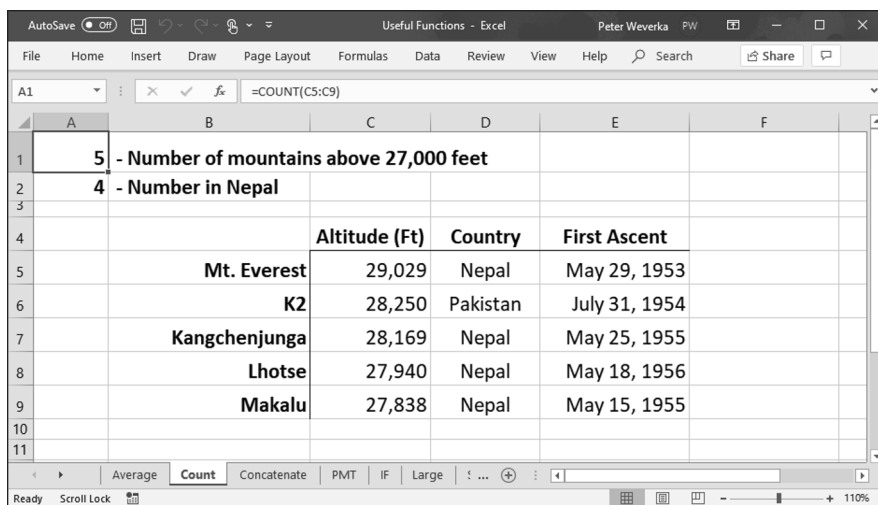 AutoSave Off Useful Functions - Excel Peter Weverka PW
File Home Insert Draw Page Layout Formulas Data Review View Help Search Share
A1 fx =COUNT(C5:C9)
A B C D E F
1 5 - Number of mountains above 27,000 feet
2 4 - Number in Nepal
3
4 Altitude (Ft) Country First Ascent
5 Mt. Everest 29,029 Nepal May 29, 1953
6 K2 28,250 Pakistan July 31, 1954
7 Kangchenjunga 28,169 Nepal May 25, 1955
8 Lhotse 27,940 Nepal May 18, 1956
9 Makalu 27,838 Nepal May 15, 1955
10
11
Average Count Concatenate PMT IF Large ...
Ready Scroll Lock 110%